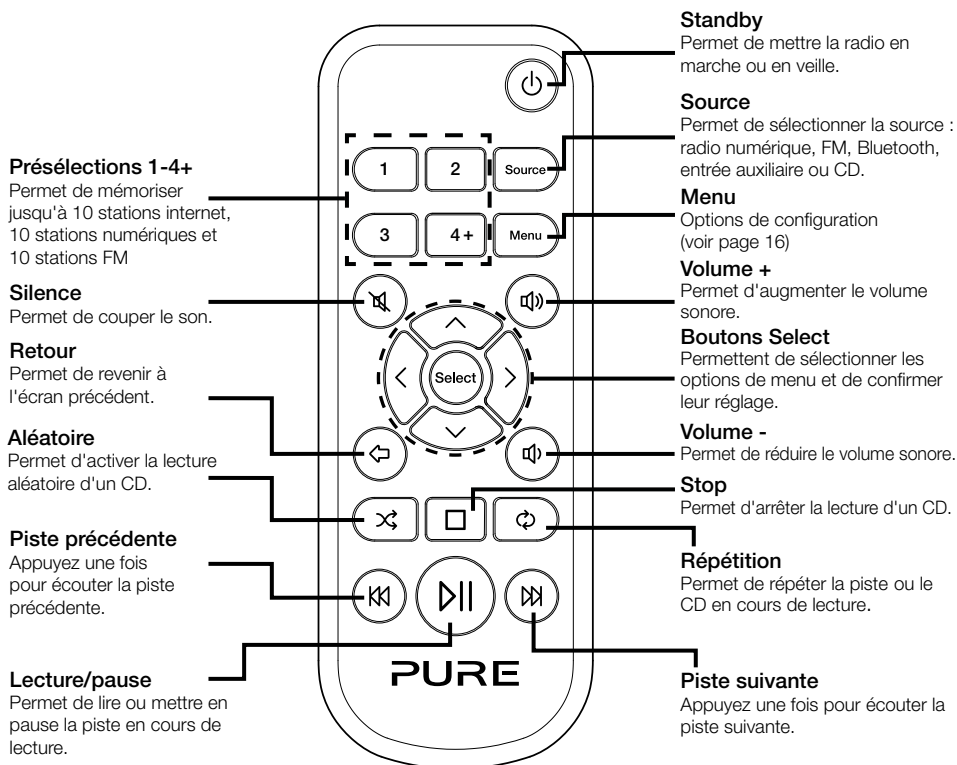 Standby
Permet de mettre la radio en
marche ou en veille.
Source
Permet de sélectionner la source :
radio numérique, FM, Bluetooth,
entrée auxiliaire ou CD.
Menu
Options de configuration
(voir page 16)
Volume +
Permet d'augmenter le volume
sonore.
Boutons Select
Permettent de sélectionner les
options de menu et de confirmer
leur réglage.
Volume -
Permet de réduire le volume sonore.
Stop
Permet d'arrêter la lecture d'un CD.
Répétition
Permet de répéter la piste ou le
CD en cours de lecture.
Piste suivante
Appuyez une fois pour écouter la
piste suivante.
Présélections 1-4+
Permet de mémoriser
jusqu'à 10 stations internet,
10 stations numériques et
10 stations FM
Silence
Permet de couper le son.
Retour
Permet de revenir à
l'écran précédent.
Aléatoire
Permet d'activer la lecture
aléatoire d'un CD.
Piste précédente
Appuyez une fois
pour écouter la piste
précédente.
Lecture/pause
Permet de lire ou mettre en
pause la piste en cours de
lecture.
1 2 Source
3 4+ Menu
Select
PURE